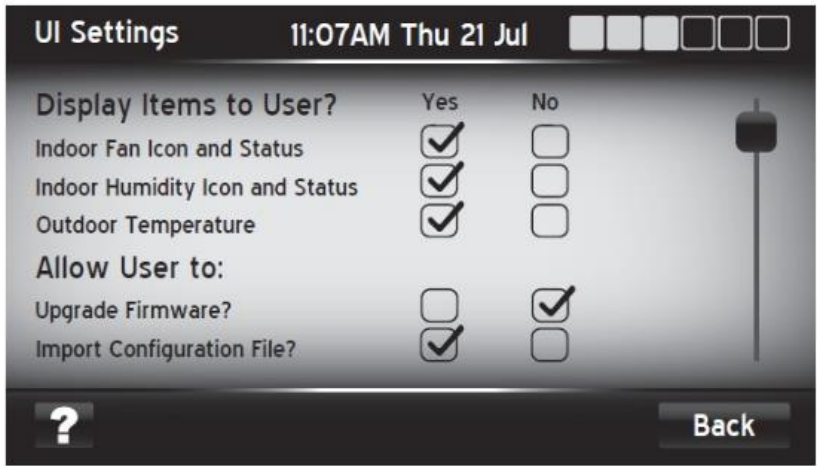 UI Settings 11:07AM Thu 21 Jul
Display Items to User? Yes No
Indoor Fan Icon and Status
Indoor Humidity Icon and Status
Outdoor Temperature
Allow User to:
Upgrade Firmware?
Import Configuration File?
? Back